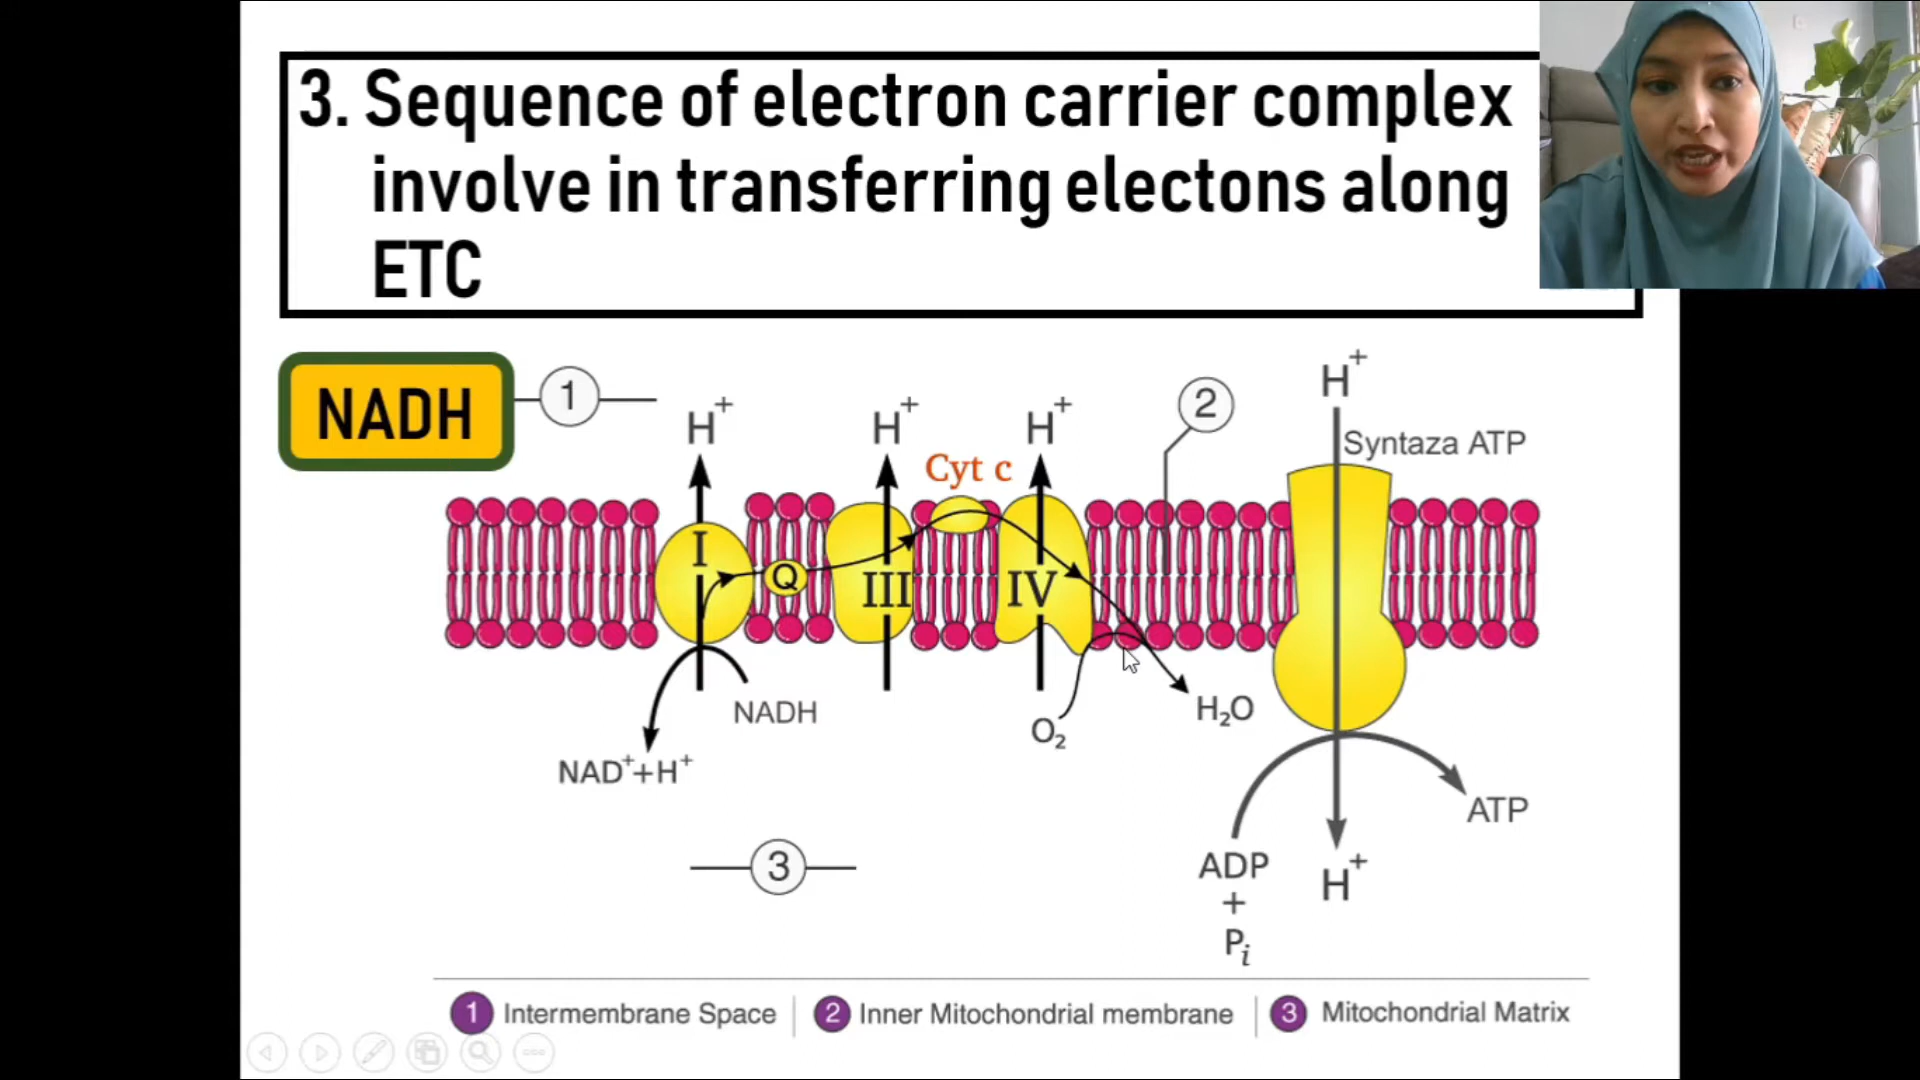 3. Sequence of electron carrier complex
involve in transferring electons along
ETC
NADH
1
2
H+
H+
H+
H+
Cyt c
Syntaza ATP
I
Q
III
IV
NADH
NAD++H+
O2
H2O
3
ATP
ADP
+
Pi
H+
1 Intermembrane Space
2 Inner Mitochondrial membrane
3 Mitochondrial Matrix